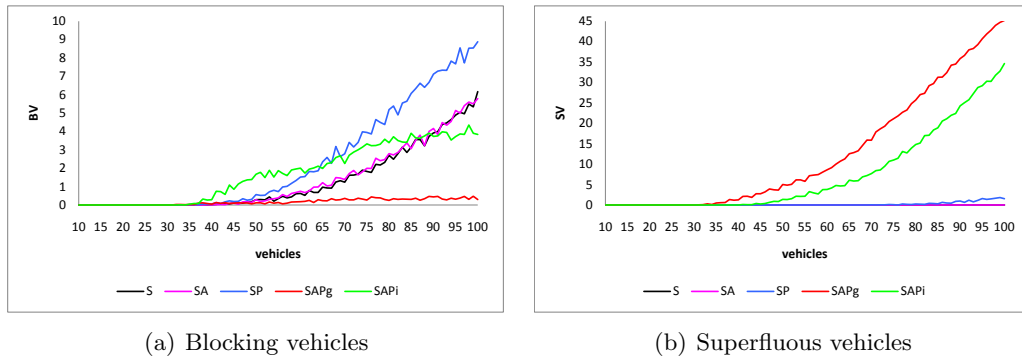 10
9
8
7
6
5
4
3
2
1
0
BV
10 15 20 25 30 35 40 45 50 55 60 65 70 75 80 85 90 95 100
vehicles
S SA SP SAPg SAPi
(a) Blocking vehicles
45
40
35
30
25
20
15
10
5
0
SV
10 15 20 25 30 35 40 45 50 55 60 65 70 75 80 85 90 95 100
vehicles
S SA SP SAPg SAPi
(b) Superfluous vehicles